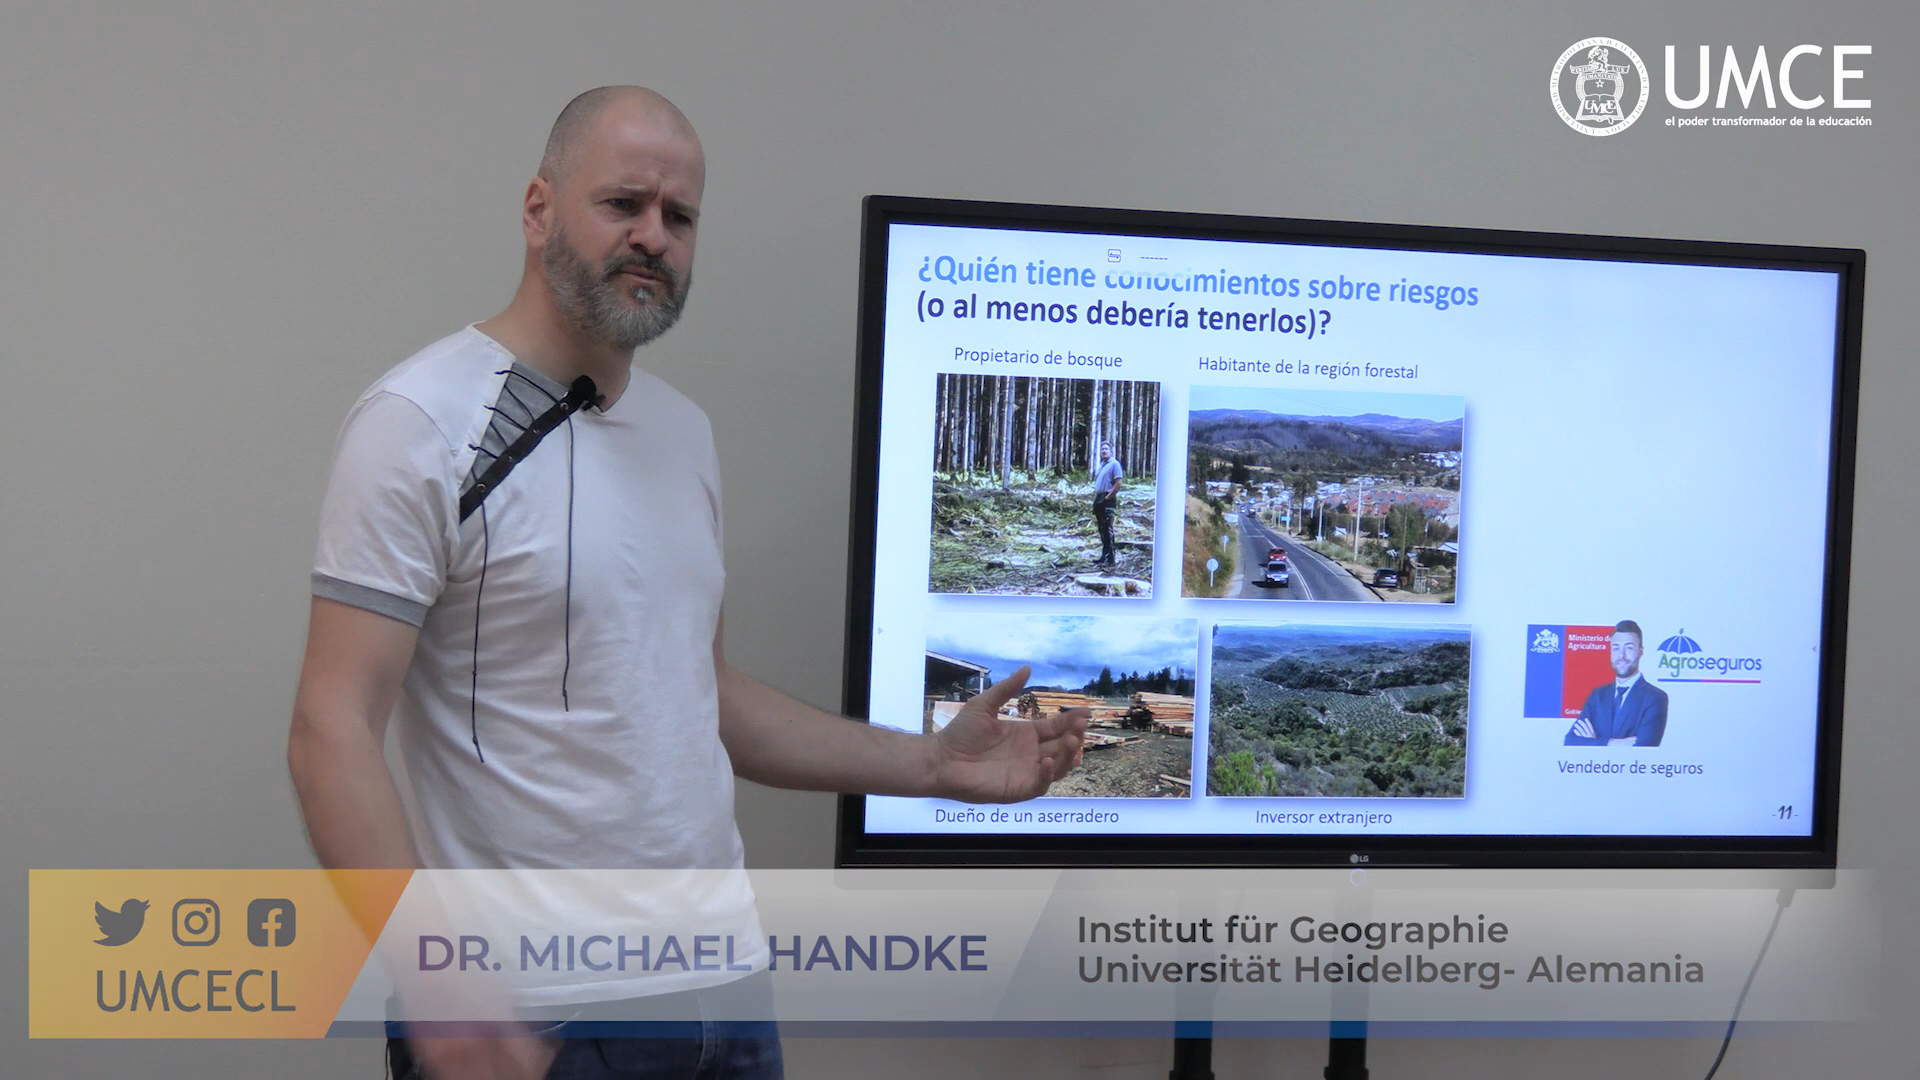 UMCE
el poder transformador de la educación
¿Quién tiene conocimientos sobre riesgos
(o al menos debería tenerlos)?
Propietario de bosque
Habitante de la región forestal
Ministerio de
Agricultura
Agroseguros
Vendedor de seguros
Dueño de un aserradero
Inversor extranjero
-11-
LG
UMCECL
DR. MICHAEL HANDKE
Institut für Geographie
Universität Heidelberg- Alemania